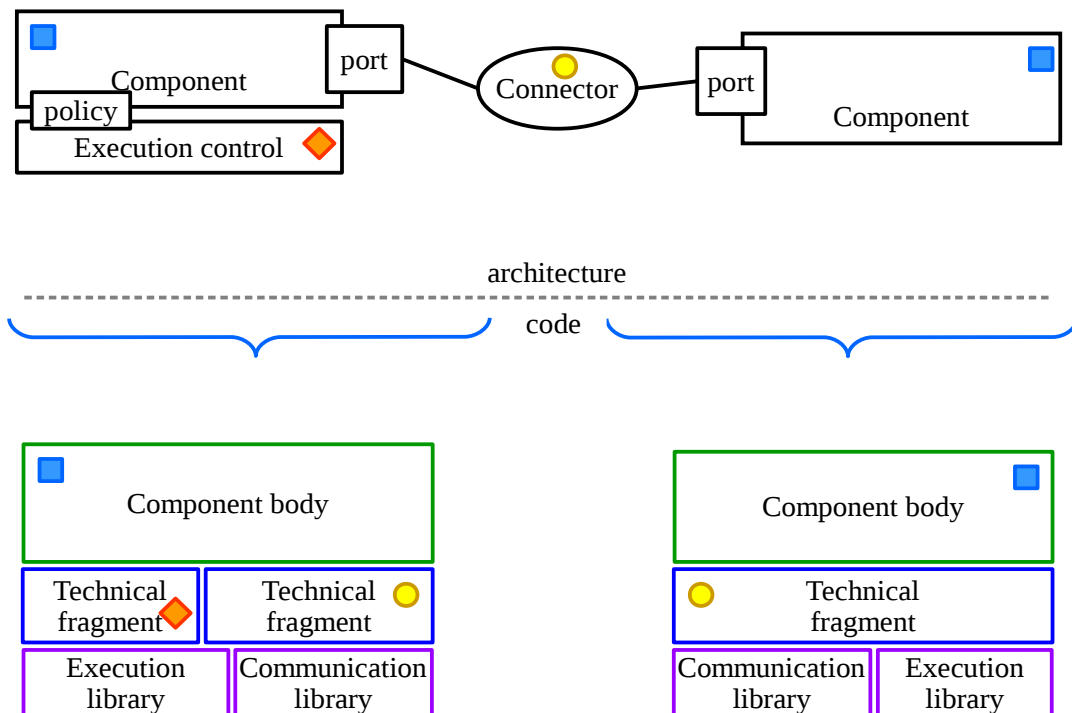 port
Component
policy
Execution control
Connector
port
Component
architecture
code
Component body
Technical
fragment
Technical
fragment
Execution
library
Communication
library
Component body
Technical
fragment
Communication
library
Execution
library